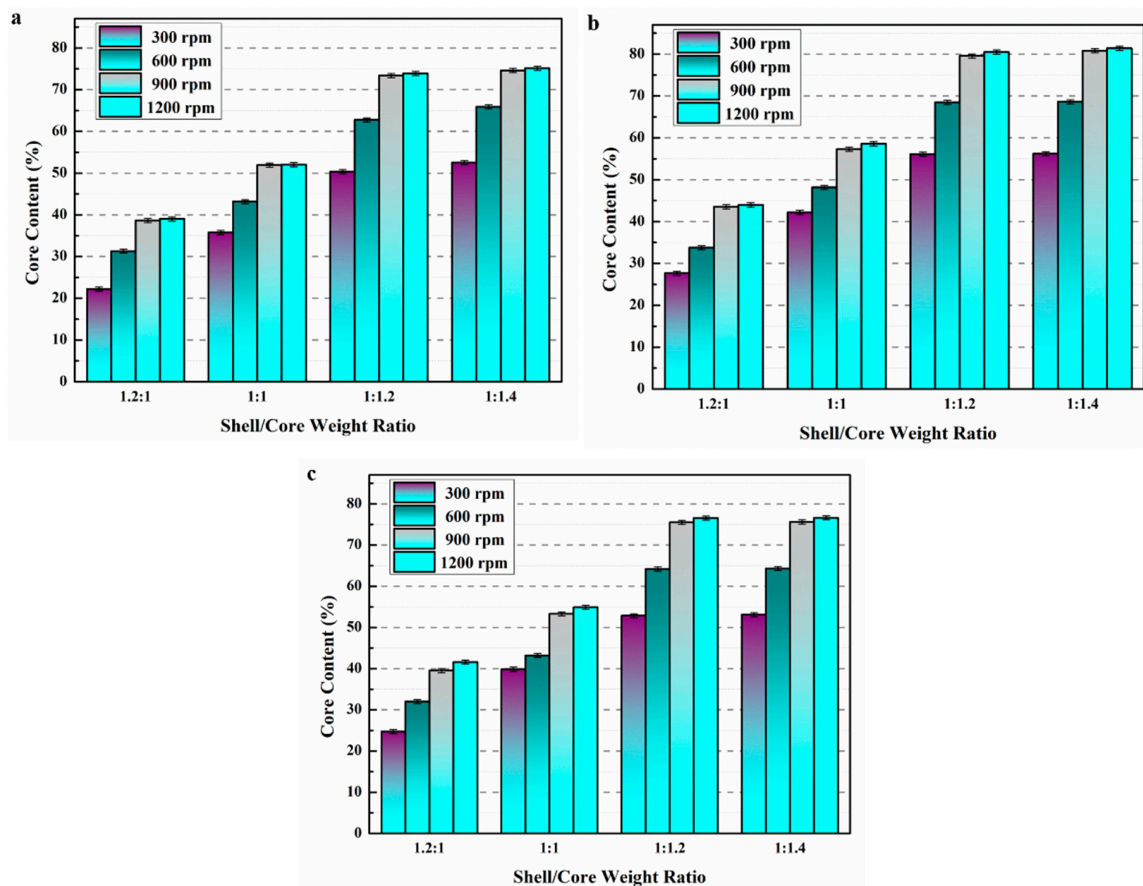 a
300 rpm
600 rpm
900 rpm
1200 rpm
80
70
60
50
40
30
20
10
0
Core Content (%)
1.2:1 1:1 1:1.2 1:1.4
Shell/Core Weight Ratio
b
300 rpm
600 rpm
900 rpm
1200 rpm
80
70
60
50
40
30
20
10
0
Core Content (%)
1.2:1 1:1 1:1.2 1:1.4
Shell/Core Weight Ratio
c
300 rpm
600 rpm
900 rpm
1200 rpm
80
70
60
50
40
30
20
10
0
Core Content (%)
1.2:1 1:1 1:1.2 1:1.4
Shell/Core Weight Ratio